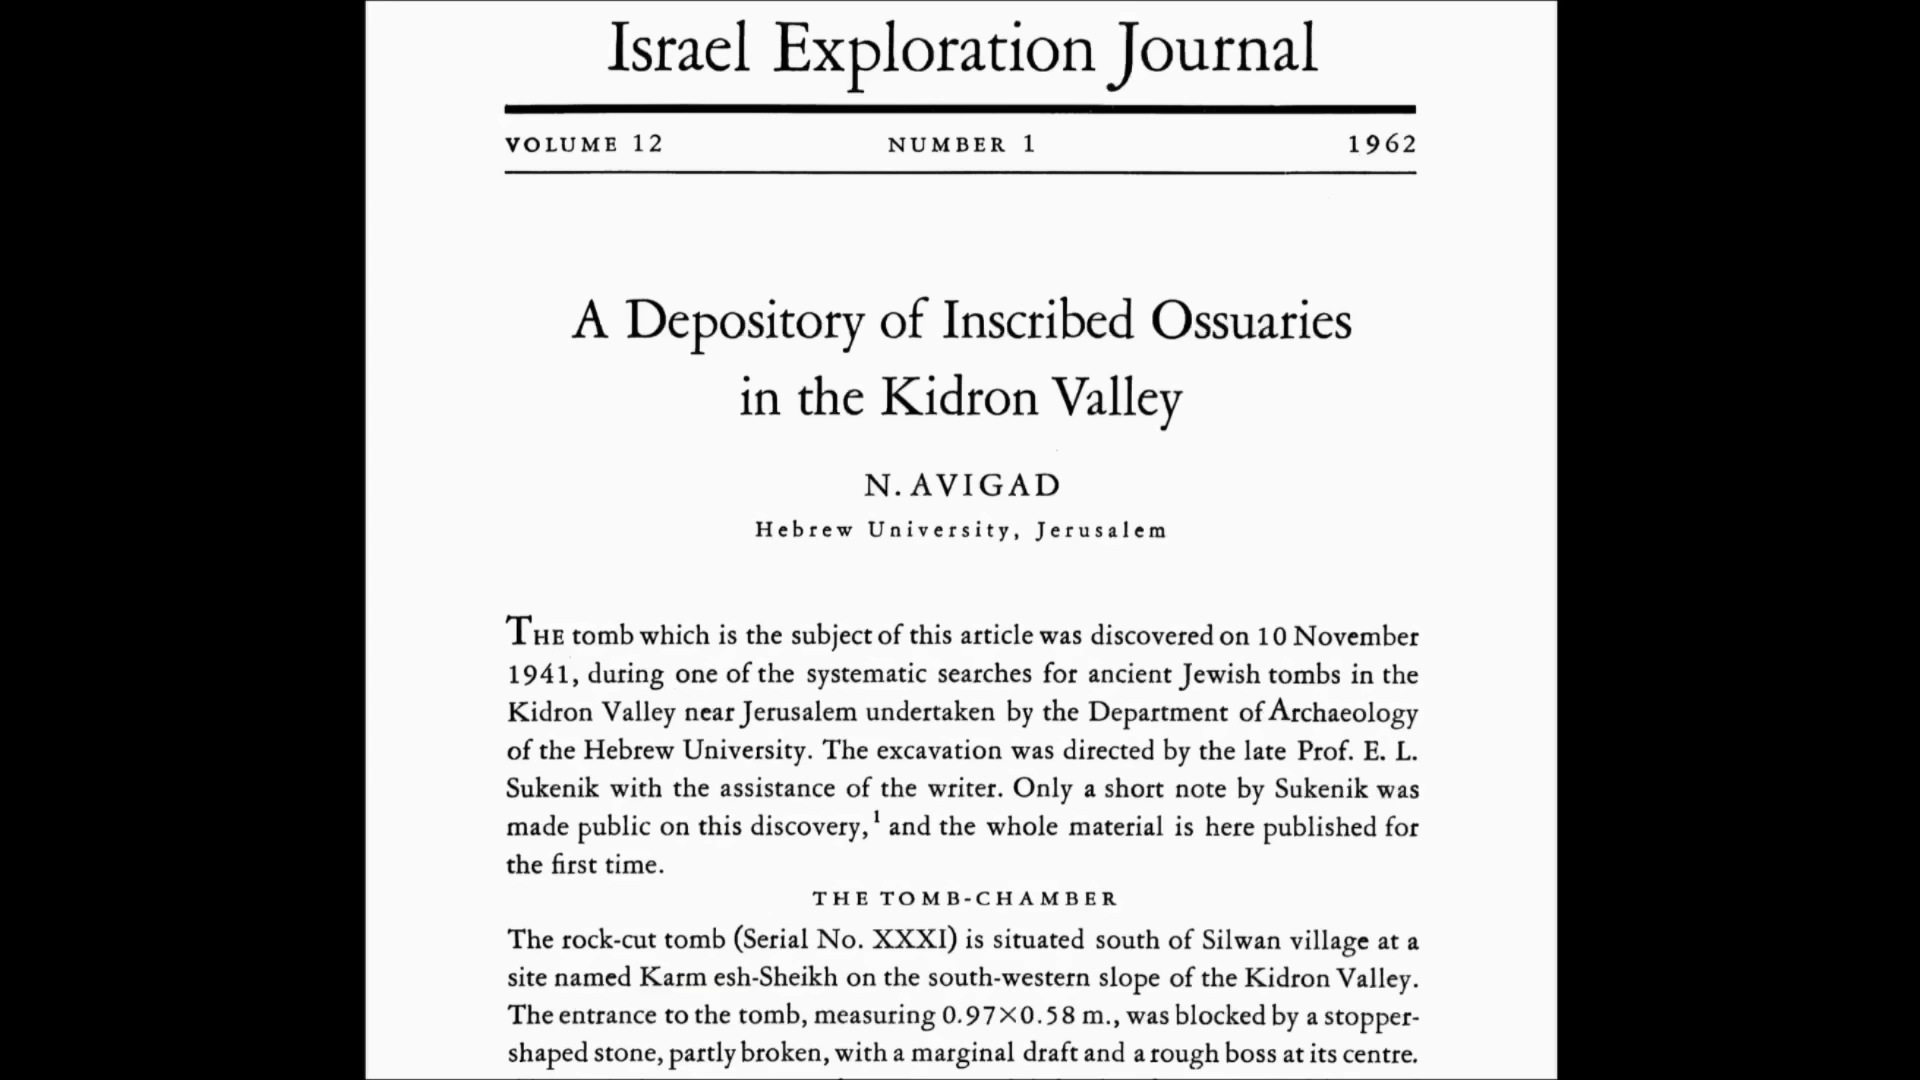 Israel Exploration Journal
VOLUME 12 NUMBER 1 1962
A Depository of Inscribed Ossuaries
in the Kidron Valley
N. AVIGAD
Hebrew University, Jerusalem
THE tomb which is the subject of this article was discovered on 10 November
1941, during one of the systematic searches for ancient Jewish tombs in the
Kidron Valley near Jerusalem undertaken by the Department of Archaeology
of the Hebrew University. The excavation was directed by the late Prof. E. L.
Sukenik with the assistance of the writer. Only a short note by Sukenik was
made public on this discovery,¹ and the whole material is here published for
the first time.
THE TOMB-CHAMBER
The rock-cut tomb (Serial No. XXXI) is situated south of Silwan village at a
site named Karm esh-Sheikh on the south-western slope of the Kidron Valley.
The entrance to the tomb, measuring 0.97×0.58 m., was blocked by a stopper-
shaped stone, partly broken, with a marginal draft and a rough boss at its centre.